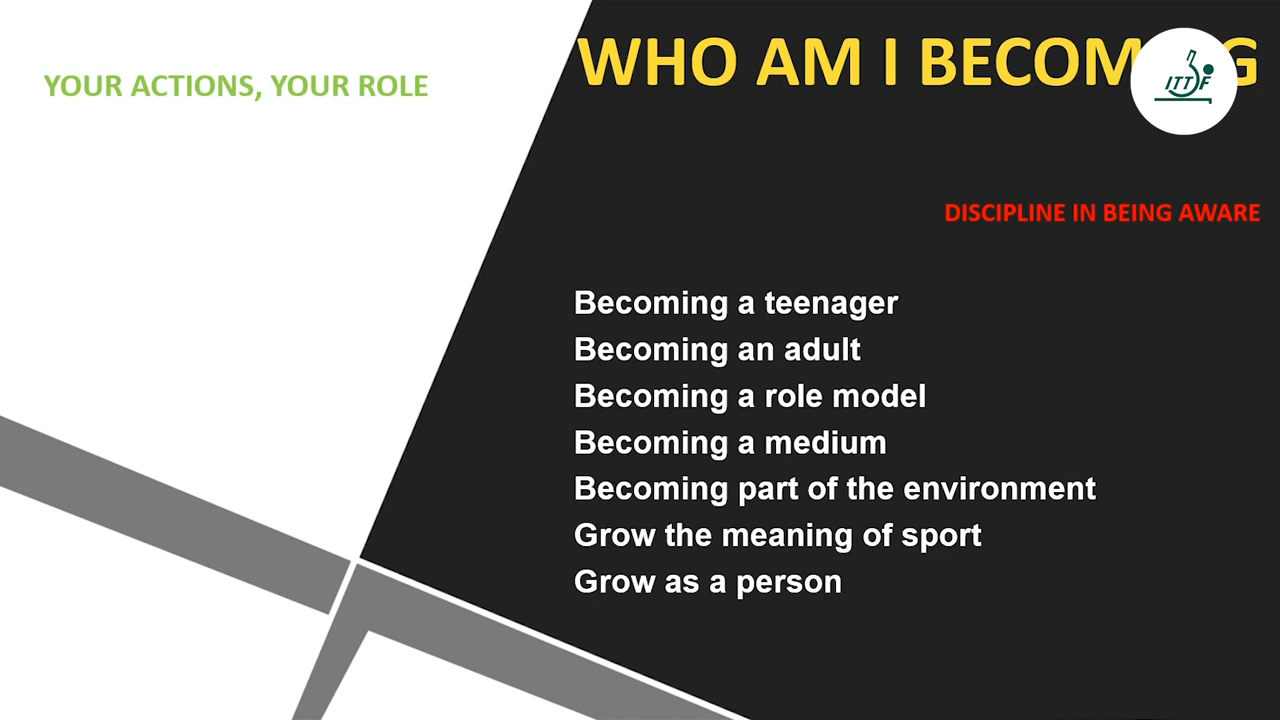 YOUR ACTIONS, YOUR ROLE
WHO AM I BECOM G
ITTF
DISCIPLINE IN BEING AWARE
Becoming a teenager
Becoming an adult
Becoming a role model
Becoming a medium
Becoming part of the environment
Grow the meaning of sport
Grow as a person